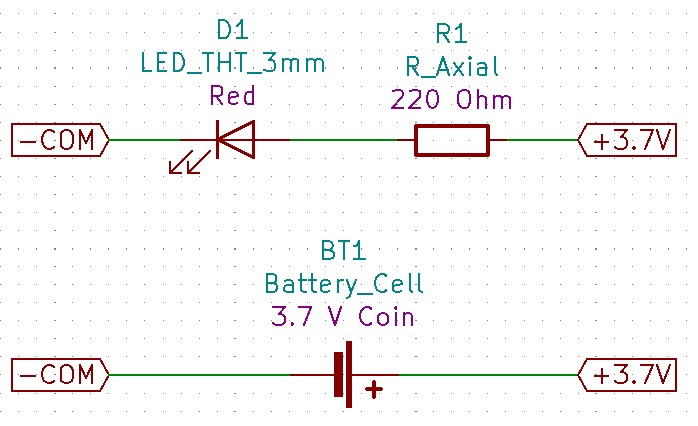 D1
LED_THT_3mm
Red
R1
R_Axial
220 Ohm
-COM
+3.7V
BT1
Battery_Cell
3.7 V Coin
-COM
+
+3.7V